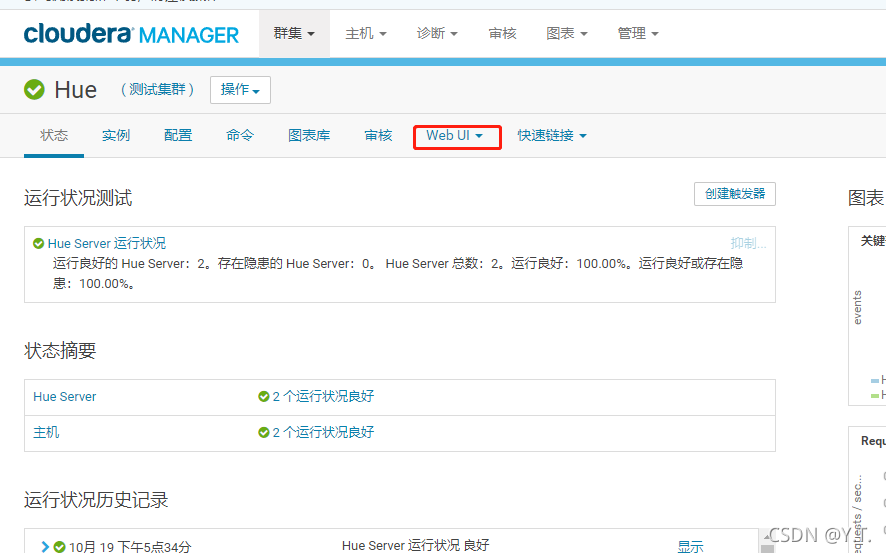 cloudera MANAGER 群集 主机 诊断 审核 图表 管理
Hue (测试集群) 操作
状态 实例 配置 命令 图表库 审核 Web UI 快速链接
运行状况测试 创建触发器 图表
Hue Server 运行状况 抑制...
关键
运行良好的 Hue Server：2。存在隐患的 Hue Server：0。 Hue Server 总数：2。运行良好：100.00%。运行良好或存在隐
患：100.00%。
events
状态摘要
Hue Server 2 个运行状况良好
主机 2 个运行状况良好
Requ
运行状况历史记录
10月 19 下午5点34分 Hue Server 运行状况 良好 显示
CSDN @Y.T.